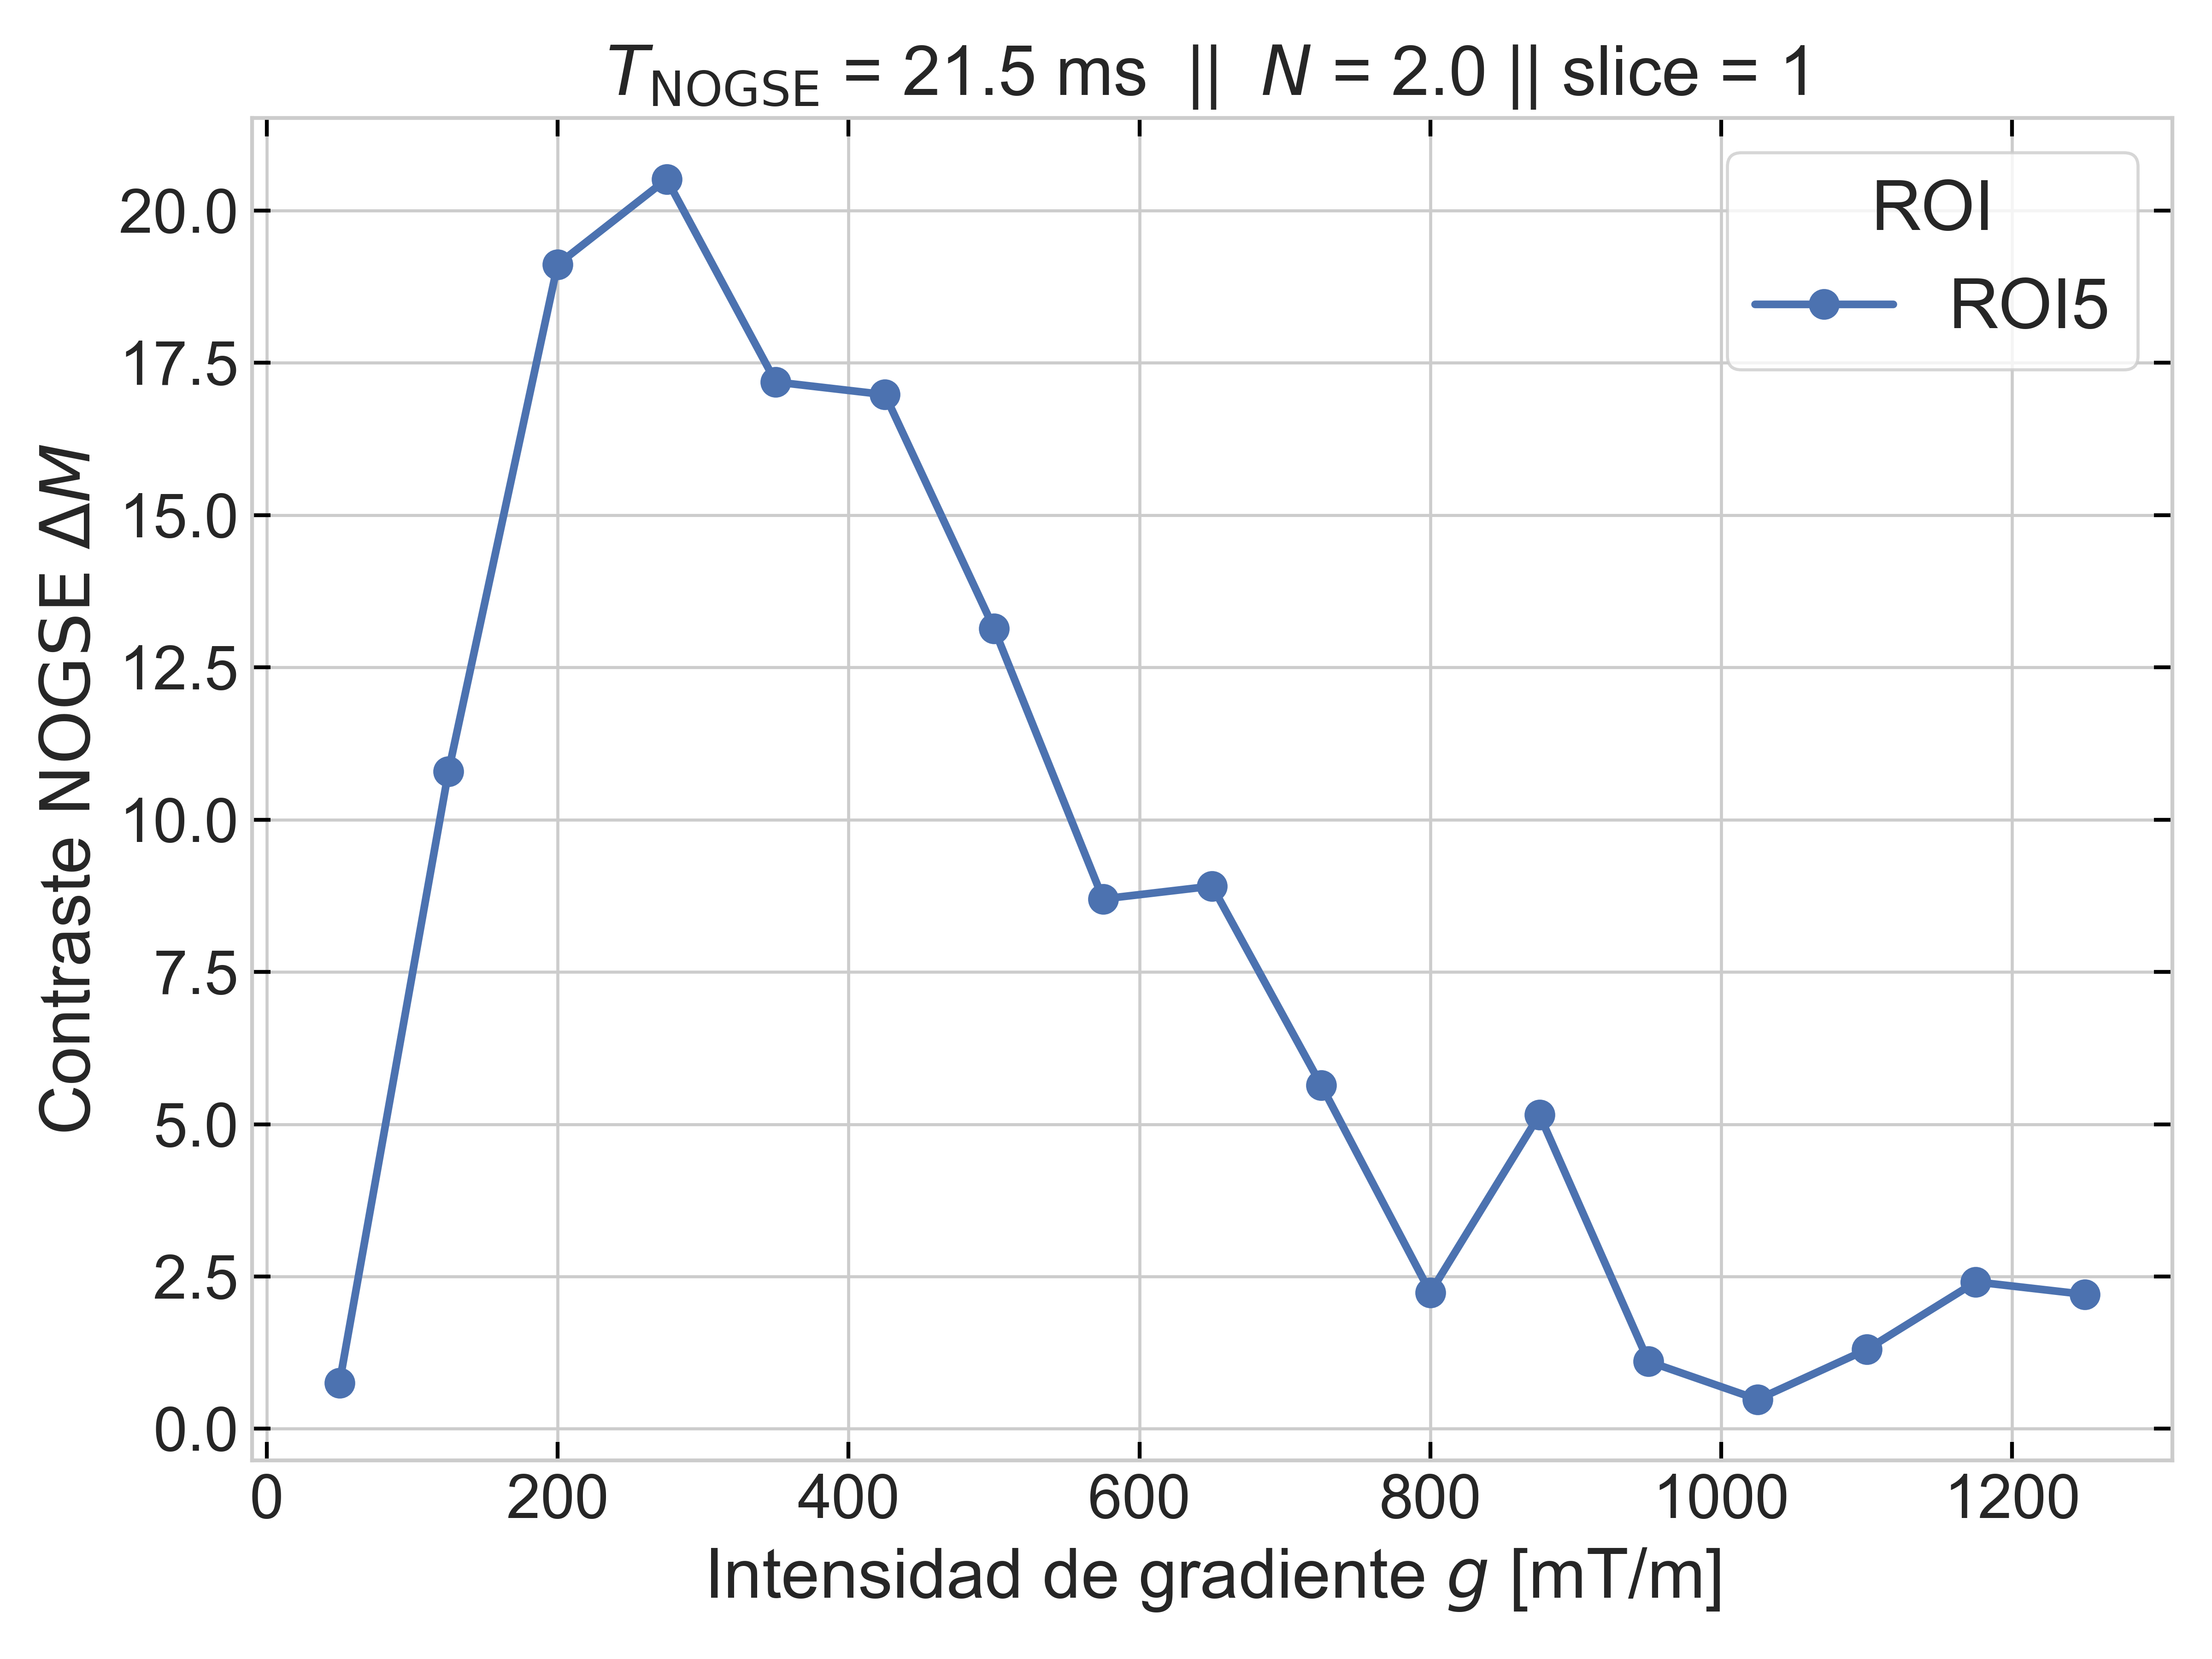 T_NOGSE = 21.5 ms || N = 2.0 || slice = 1
ROI
ROI5
Contraste NOGSE ΔM
20.0
17.5
15.0
12.5
10.0
7.5
5.0
2.5
0.0
0 200 400 600 800 1000 1200
Intensidad de gradiente g [mT/m]